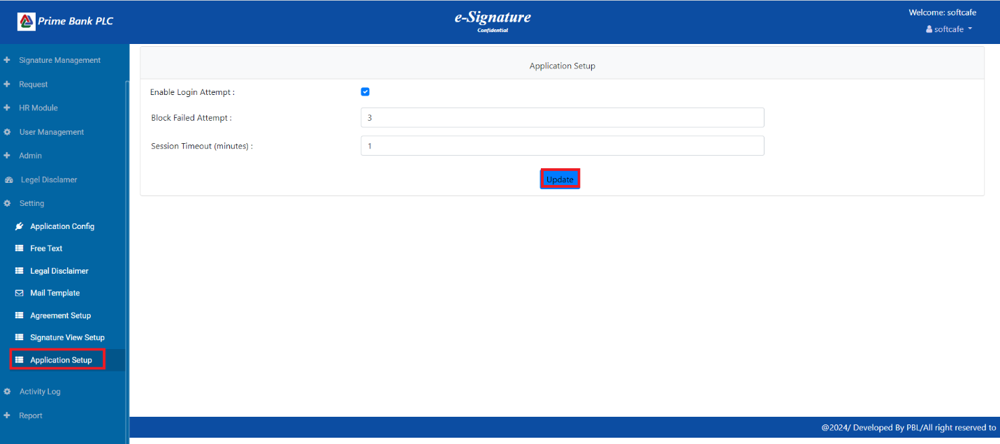 Prime Bank PLC
e-Signature
Confidential
Welcome: softcafe
softcafe
Signature Management
Request
HR Module
User Management
Admin
Legel Disclamer
Setting
Application Config
Free Text
Legal Disclaimer
Mail Template
Agreement Setup
Signature View Setup
Application Setup
Activity Log
Report
Application Setup
Enable Login Attempt :
Block Failed Attempt :
3
Session Timeout (minutes) :
1
Update
@2024/ Developed By PBL/All right reserved to